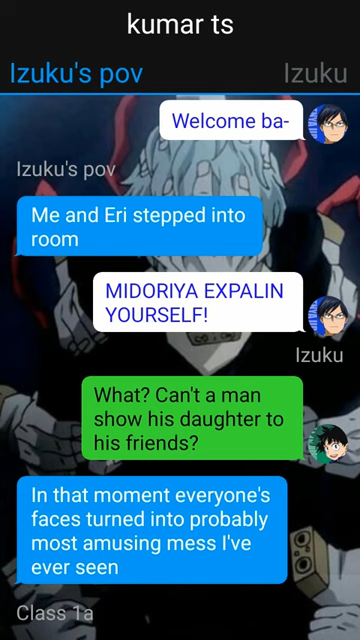 kumar ts
Izuku's pov
Izuku
Welcome ba-
Izuku's pov
Me and Eri stepped into
room
MIDORIYA EXPALIN
YOURSELF!
Izuku
What? Can't a man
show his daughter to
his friends?
In that moment everyone's
faces turned into probably
most amusing mess I've
ever seen
Class 1a